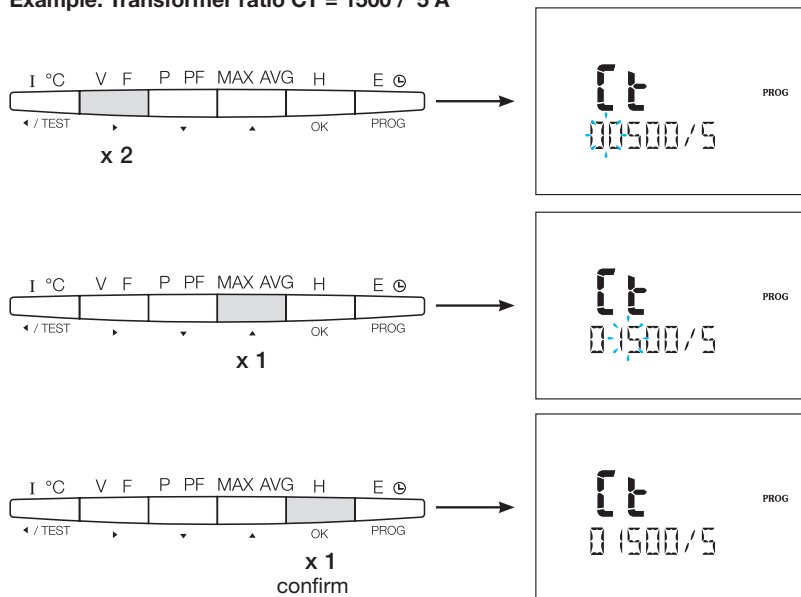 Example: Transformer ratio CT = 1500 / 5 A
I °C V F P PF MAX AVG H E
/ TEST OK PROG
x 2
Ct
PROG
00500/5
I °C V F P PF MAX AVG H E
/ TEST OK PROG
x 1
Ct
PROG
01500/5
I °C V F P PF MAX AVG H E
/ TEST OK PROG
x 1
confirm
Ct
PROG
01500/5